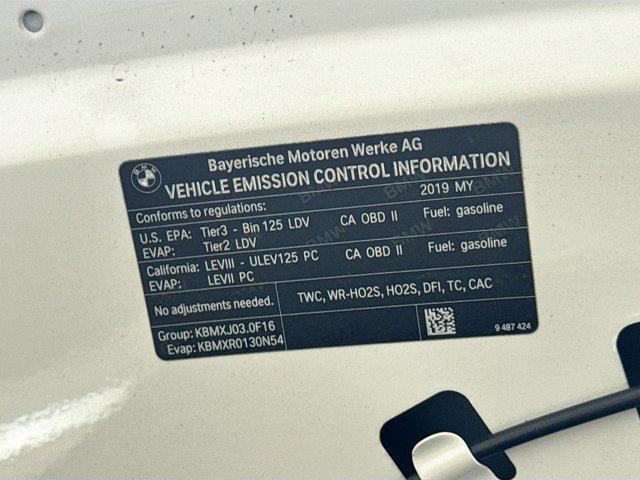 BMW
Bayerische Motoren Werke AG
VEHICLE EMISSION CONTROL INFORMATION
Conforms to regulations: 2019 MY
U.S. EPA: Tier3 - Bin 125 LDV CA OBD II Fuel: gasoline
EVAP: Tier2 LDV
California: LEVIII - ULEV125 PC CA OBD II Fuel: gasoline
EVAP: LEVII PC
No adjustments needed. TWC, WR-HO2S, HO2S, DFI, TC, CAC
Group: KBMXJ03.0F16
Evap: KBMXR0130N54
9 487 424